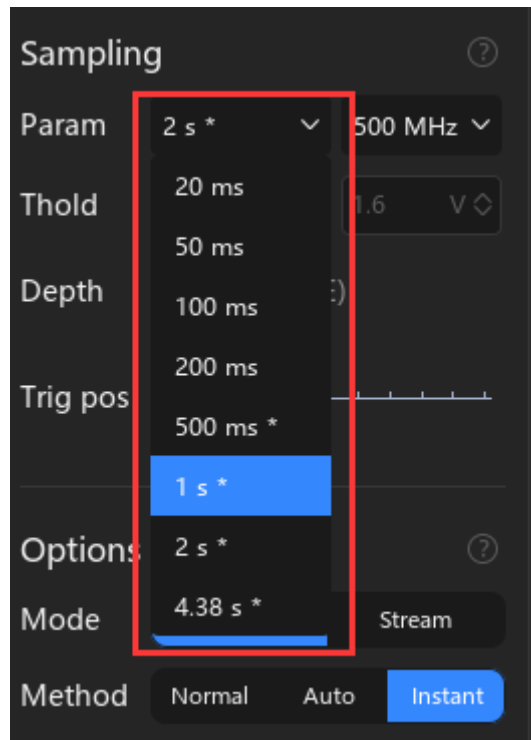 Sampling ?
Param 2 s * 500 MHz
20 ms
Thold 1.6 V
50 ms
Depth :)
100 ms
200 ms
Trig pos
500 ms *
1 s *
Options 2 s * ?
4.38 s *
Mode Stream
Method Normal Auto Instant